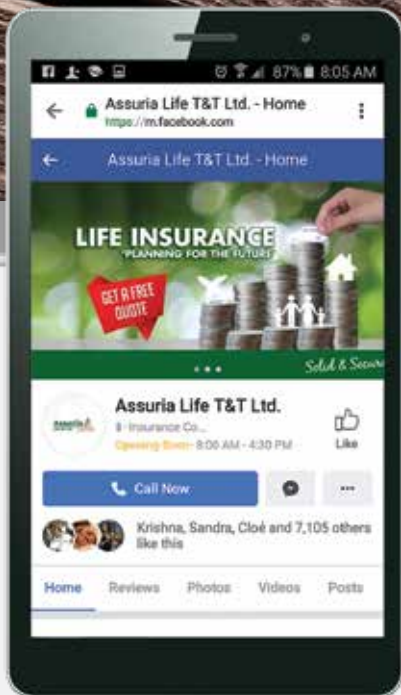 87% 8:05 AM
Assuria Life T&T Ltd. - Home
https://m.facebook.com
Assuria Life T&T Ltd. - Home
LIFE INSURANCE
"PLANNING FOR THE FUTURE"
GET A FREE
QUOTE
Solid & Secure
Assuria Life T&T Ltd.
Insurance Co...
Opening Soon · 8:00 AM - 4:30 PM
Like
Call Now
Krishna, Sandra, Cloé and 7,105 others
like this
Home Reviews Photos Videos Posts